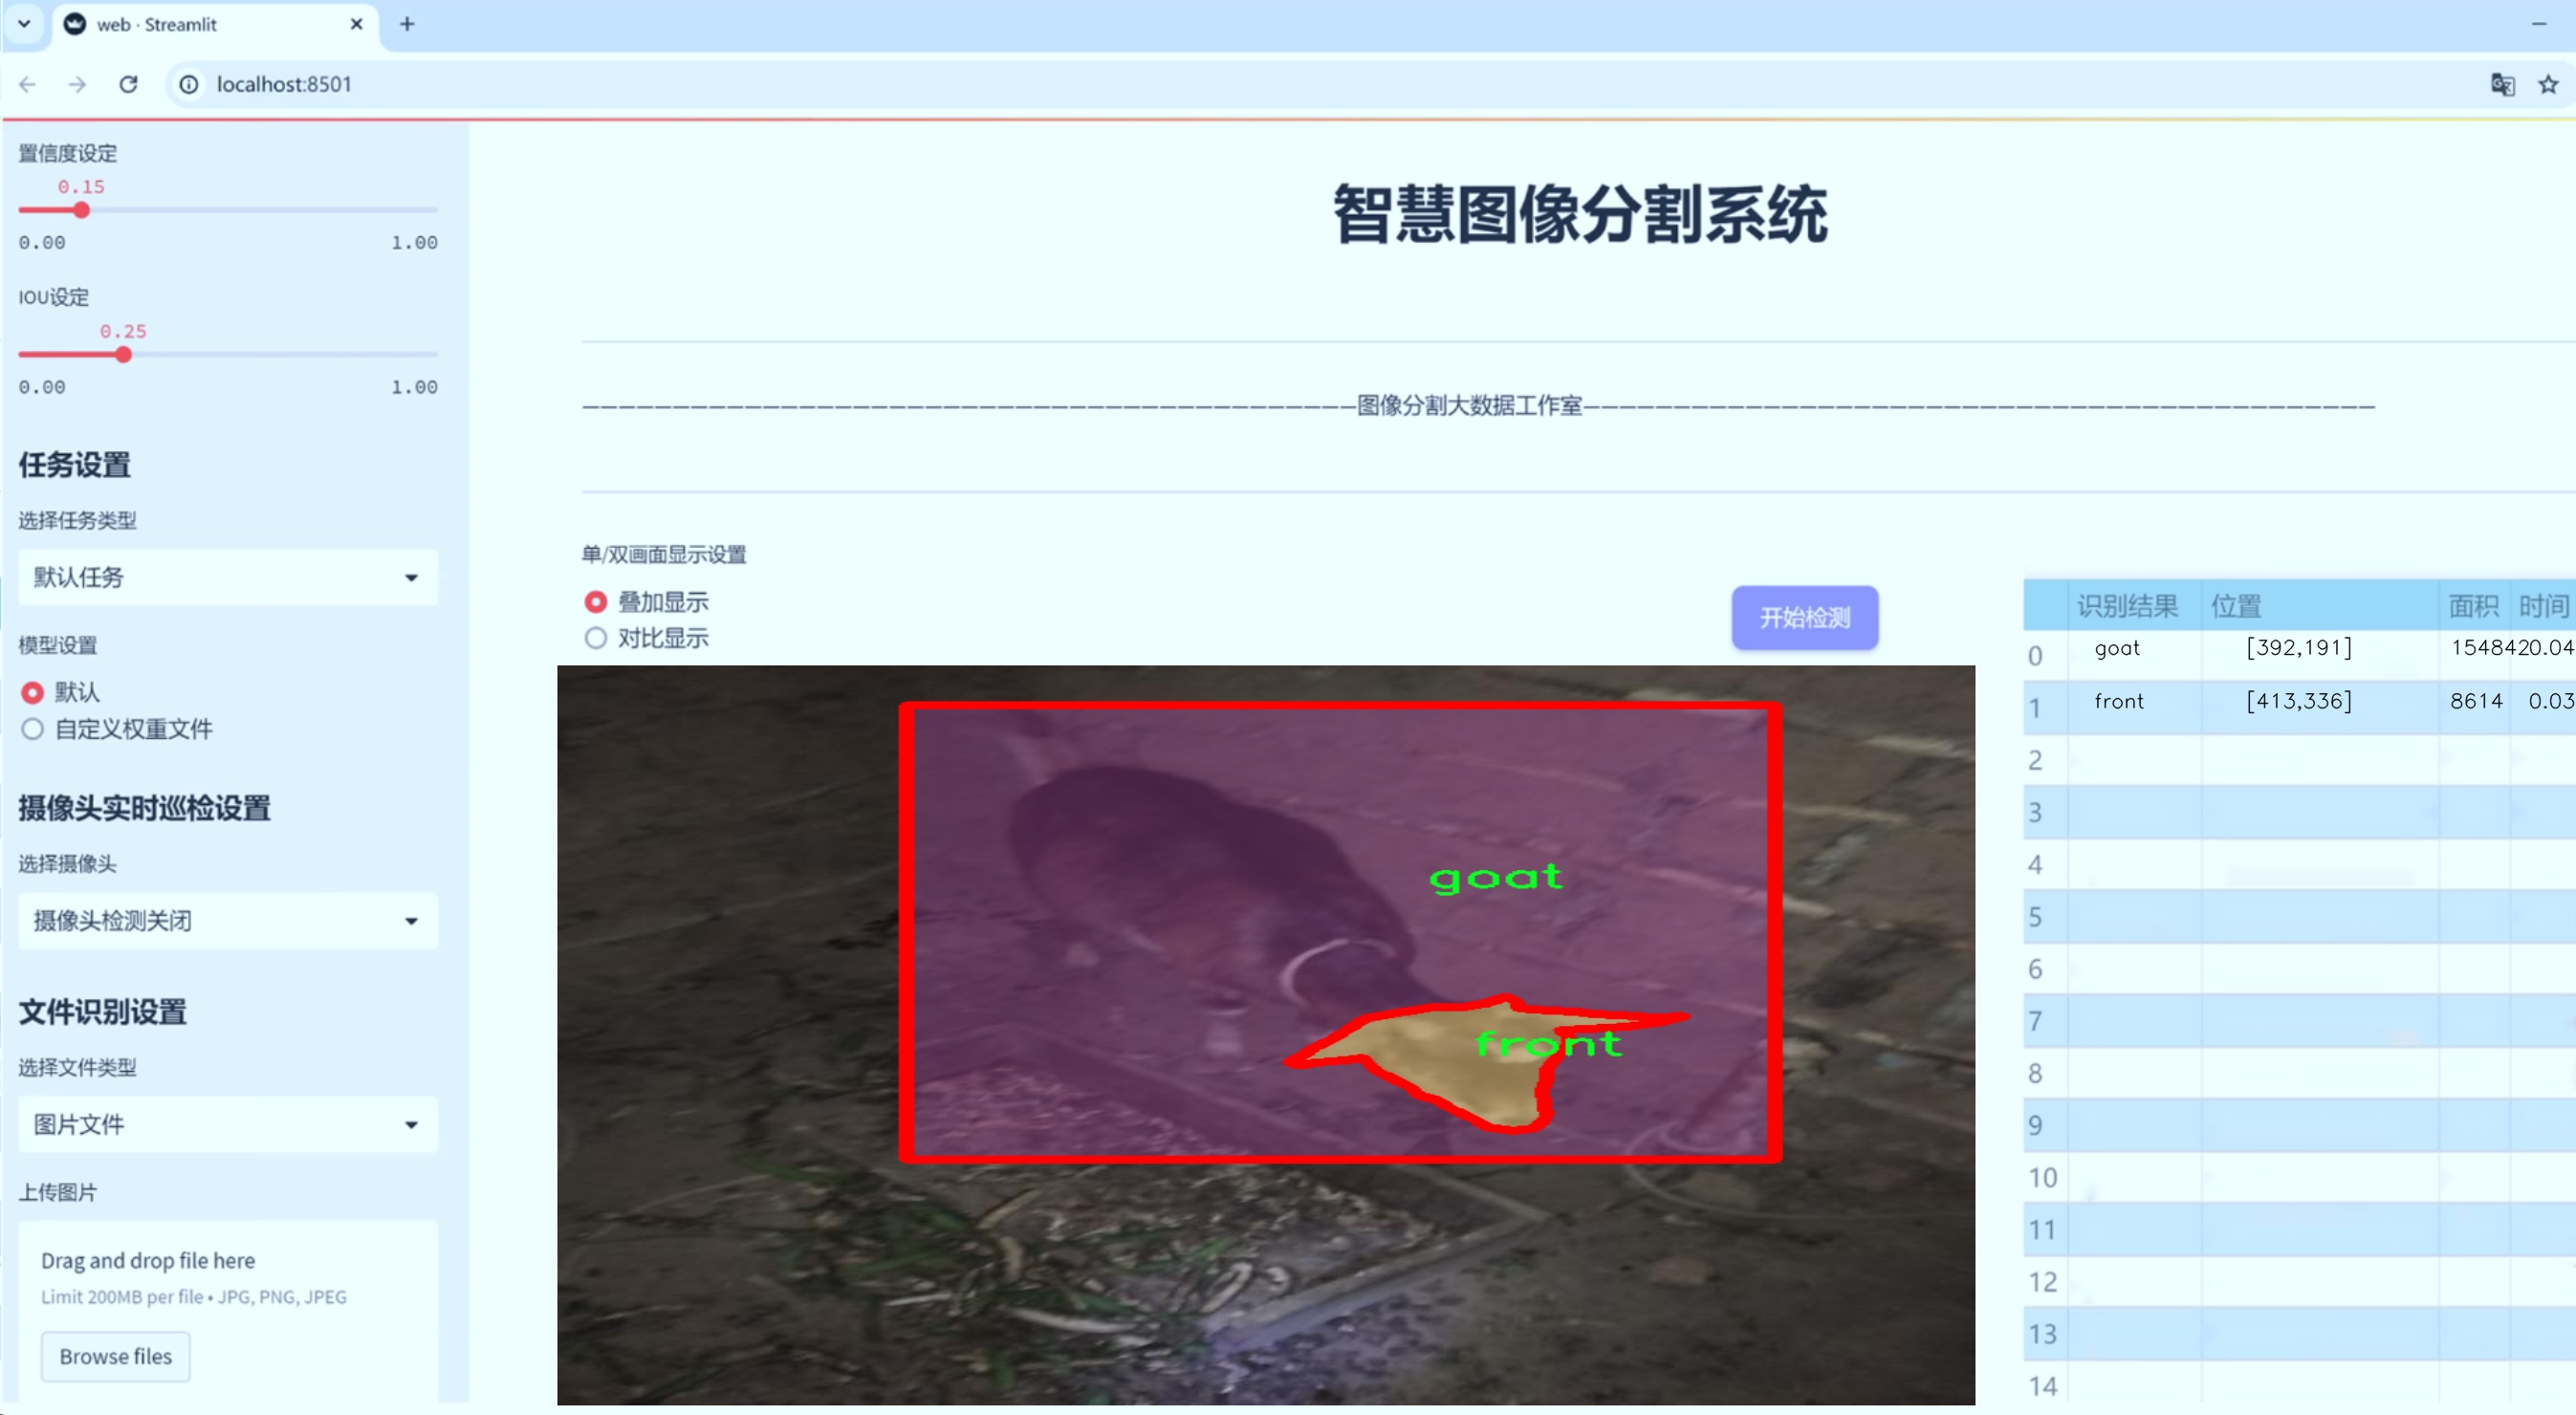 web · Streamlit
localhost:8501
置信度设定
0.15
0.00 1.00
IOU设定
0.25
0.00 1.00
任务设置
选择任务类型
默认任务
模型设置
默认
自定义权重文件
摄像头实时巡检设置
选择摄像头
摄像头检测关闭
文件识别设置
选择文件类型
图片文件
上传图片
Drag and drop file here
Limit 200MB per file • JPG, PNG, JPEG
Browse files
智慧图像分割系统
———————————————————————————————————————————图像分割大数据工作室————————————————————————————————————————————
单/双画面显示设置
叠加显示
对比显示
开始检测
goat
front
识别结果 位置 面积 时间
0 goat [392,191] 1548420.04
1 front [413,336] 8614 0.03
2
3
4
5
6
7
8
9
10
11
12
13
14